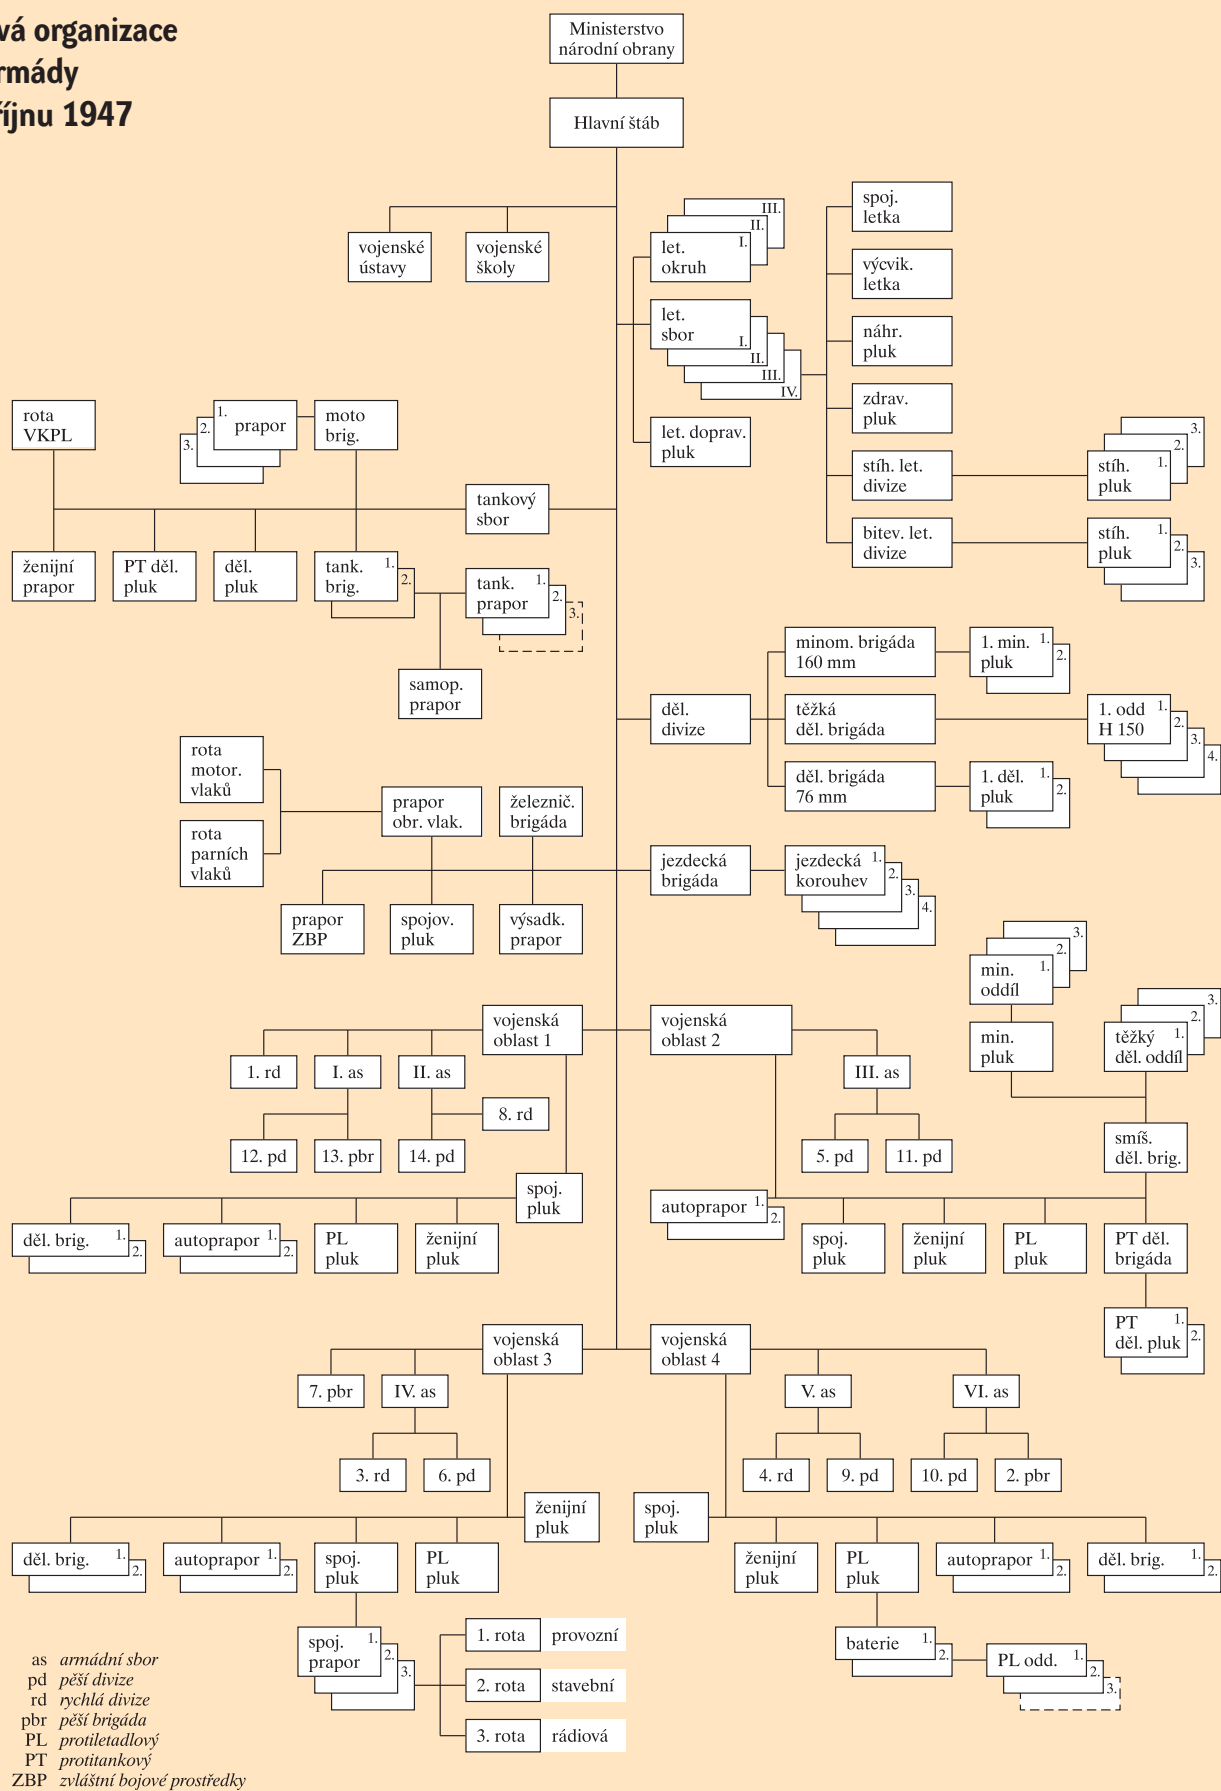 vá organizace
rmády
říjnu 1947
Ministerstvo
národní obrany
Hlavní štáb
vojenské
ústavy
vojenské
školy
III.
II.
I.
let.
okruh
let.
sbor
I.
II.
III.
IV.
let. doprav.
pluk
spoj.
letka
výcvik.
letka
náhr.
pluk
zdrav.
pluk
stíh. let.
divize
bitev. let.
divize
3.
2.
1.
stíh.
pluk
stíh.
pluk
1.
2.
3.
rota
VKPL
1.
2.
3.
prapor
moto
brig.
tankový
sbor
ženijní
prapor
PT děl.
pluk
děl.
pluk
tank.
brig.
1.
2.
tank.
prapor
1.
2.
3.
samop.
prapor
děl.
divize
minom. brigáda
160 mm
1. min.
pluk
1.
2.
těžká
děl. brigáda
1. odd
H 150
1.
2.
3.
4.
děl. brigáda
76 mm
1. děl.
pluk
1.
2.
rota
motor.
vlaků
rota
parních
vlaků
prapor
obr. vlak.
železnič.
brigáda
prapor
ZBP
spojov.
pluk
výsadk.
prapor
jezdecká
brigáda
jezdecká
korouhev
1.
2.
3.
4.
vojenská
oblast 1
1. rd
I. as
II. as
8. rd
12. pd
13. pbr
14. pd
spoj.
pluk
děl. brig.
1.
2.
autoprapor
1.
2.
PL
pluk
ženijní
pluk
vojenská
oblast 2
III. as
5. pd
11. pd
3.
2.
1.
min.
oddíl
min.
pluk
3.
2.
1.
těžký
děl. oddíl
smíš.
děl. brig.
autoprapor
1.
2.
spoj.
pluk
ženijní
pluk
PL
pluk
PT děl.
brigáda
PT
děl. pluk
1.
2.
vojenská
oblast 3
7. pbr
IV. as
3. rd
6. pd
ženijní
pluk
děl. brig.
1.
2.
autoprapor
1.
2.
spoj.
pluk
PL
pluk
spoj.
prapor
1.
2.
3.
1. rota provozní
2. rota stavební
3. rota rádiová
vojenská
oblast 4
V. as
VI. as
4. rd
9. pd
10. pd
2. pbr
spoj.
pluk
ženijní
pluk
PL
pluk
autoprapor
1.
2.
děl. brig.
1.
2.
baterie
1.
2.
PL odd.
1.
2.
3.
as armádní sbor
pd pěší divize
rd rychlá divize
pbr pěší brigáda
PL protiletadlový
PT protitankový
ZBP zvláštní bojové prostředky